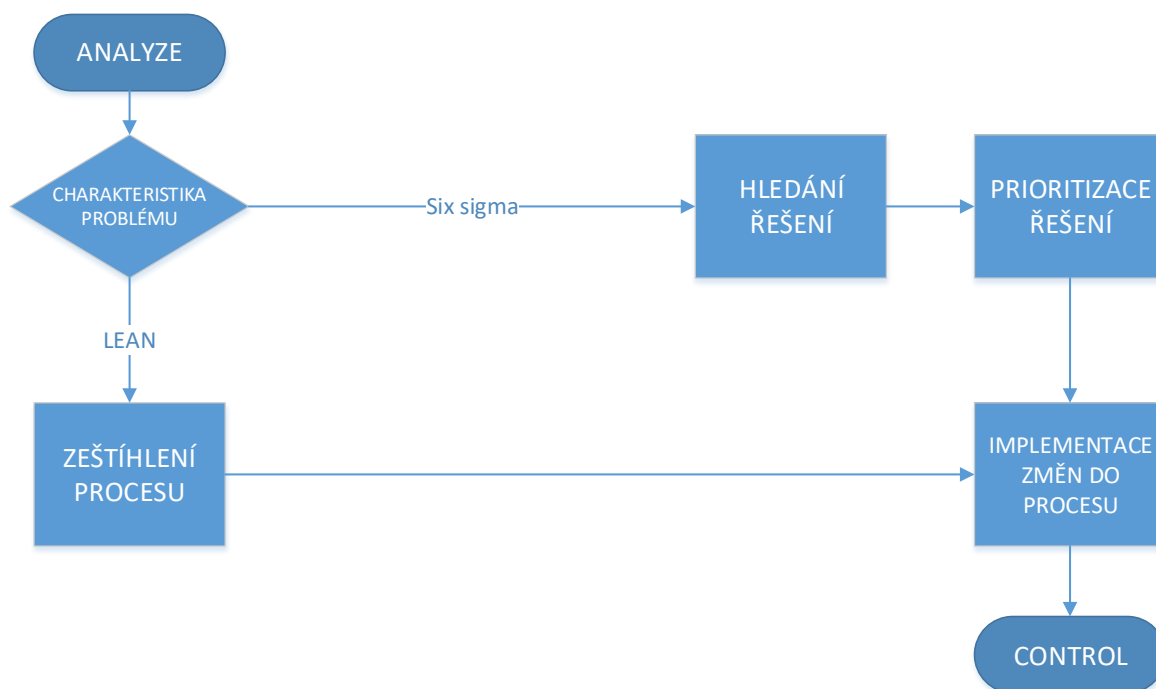 ANALYZE
CHARAKTERISTIKA
PROBLÉMU
Six sigma
HLEDÁNÍ
ŘEŠENÍ
PRIORITIZACE
ŘEŠENÍ
LEAN
ZEŠTÍHLENÍ
PROCESU
IMPLEMENTACE
ZMĚN DO
PROCESU
CONTROL